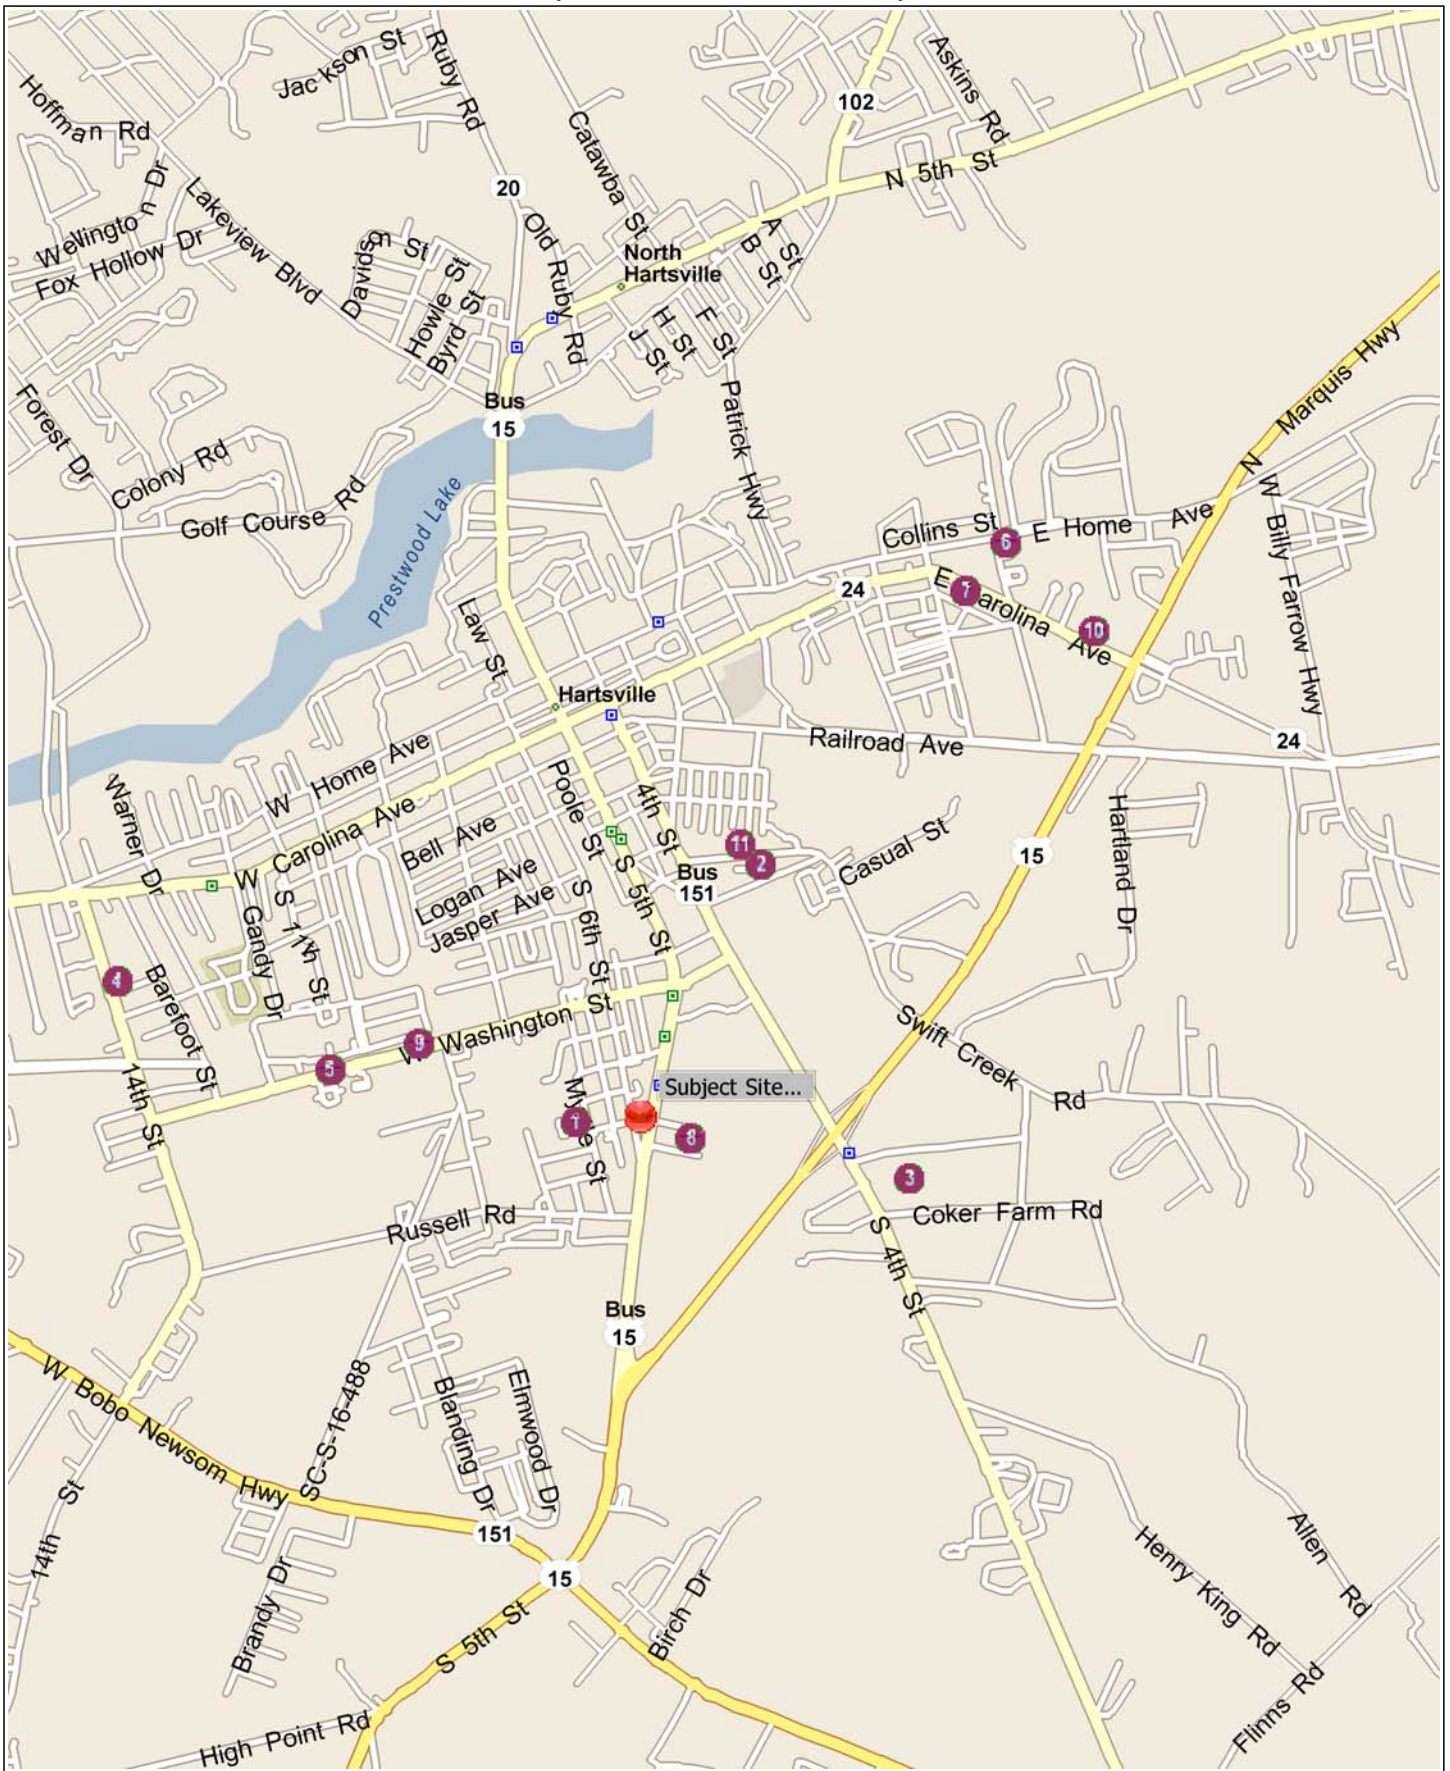 Jackson St
Ruby Rd
Askins Rd
Hoffman Rd
102
Catawba St
N 5th St
20
Wellington Dr
Lakeview Blvd
Fox Hollow Dr
Davidson St
Old Ruby Rd
A St
B St
North
Hartsville
Howle St
Byrd St
H St
F St
J St
N Marquis Hwy
Forest Dr
Bus
15
Patrick Hwy
Colony Rd
Golf Course Rd
Prestwood Lake
Collins St
E Home Ave
6
W Billy Farrow Hwy
24
E Carolina Ave
10
Law St
Hartsville
Railroad Ave
24
W Home Ave
Warner Dr
W Carolina Ave
Poole St
4th St
Hartland Dr
Bell Ave
11
2
Casual St
15
Logan Ave
Jasper Ave
S 5th St
Bus
151
S 11th St
Gandy Dr
S 6th St
4
Barefoot St
W Washington St
9
5
Swift Creek Rd
14th St
Subject Site...
Myrtle St
1
8
3
Russell Rd
Coker Farm Rd
S 4th St
Bus
15
W Bobo Newsom Hwy
SC-S-16-488
Blanding Dr
Elmwood Dr
14th St
151
15
Brandy Dr
S 5th St
Birch Dr
Henry King Rd
Allen Rd
High Point Rd
Flinns Rd